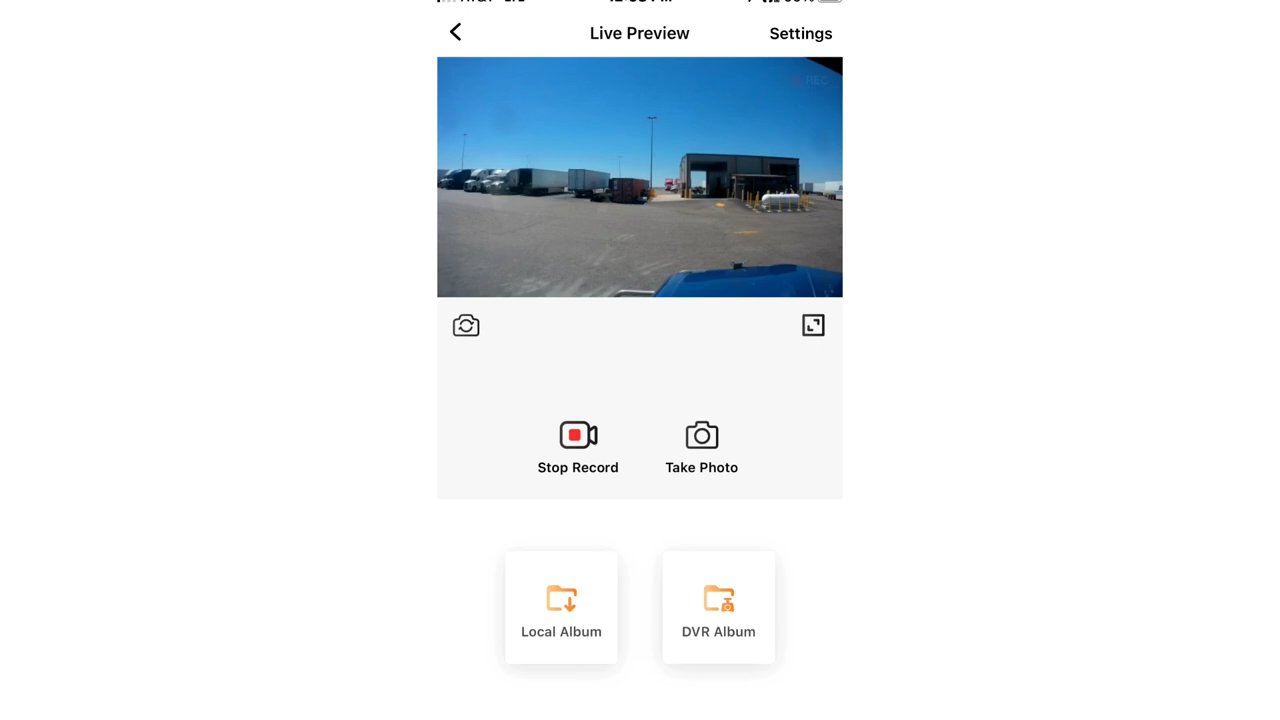 Live Preview
Settings
REC
Stop Record
Take Photo
Local Album
DVR Album